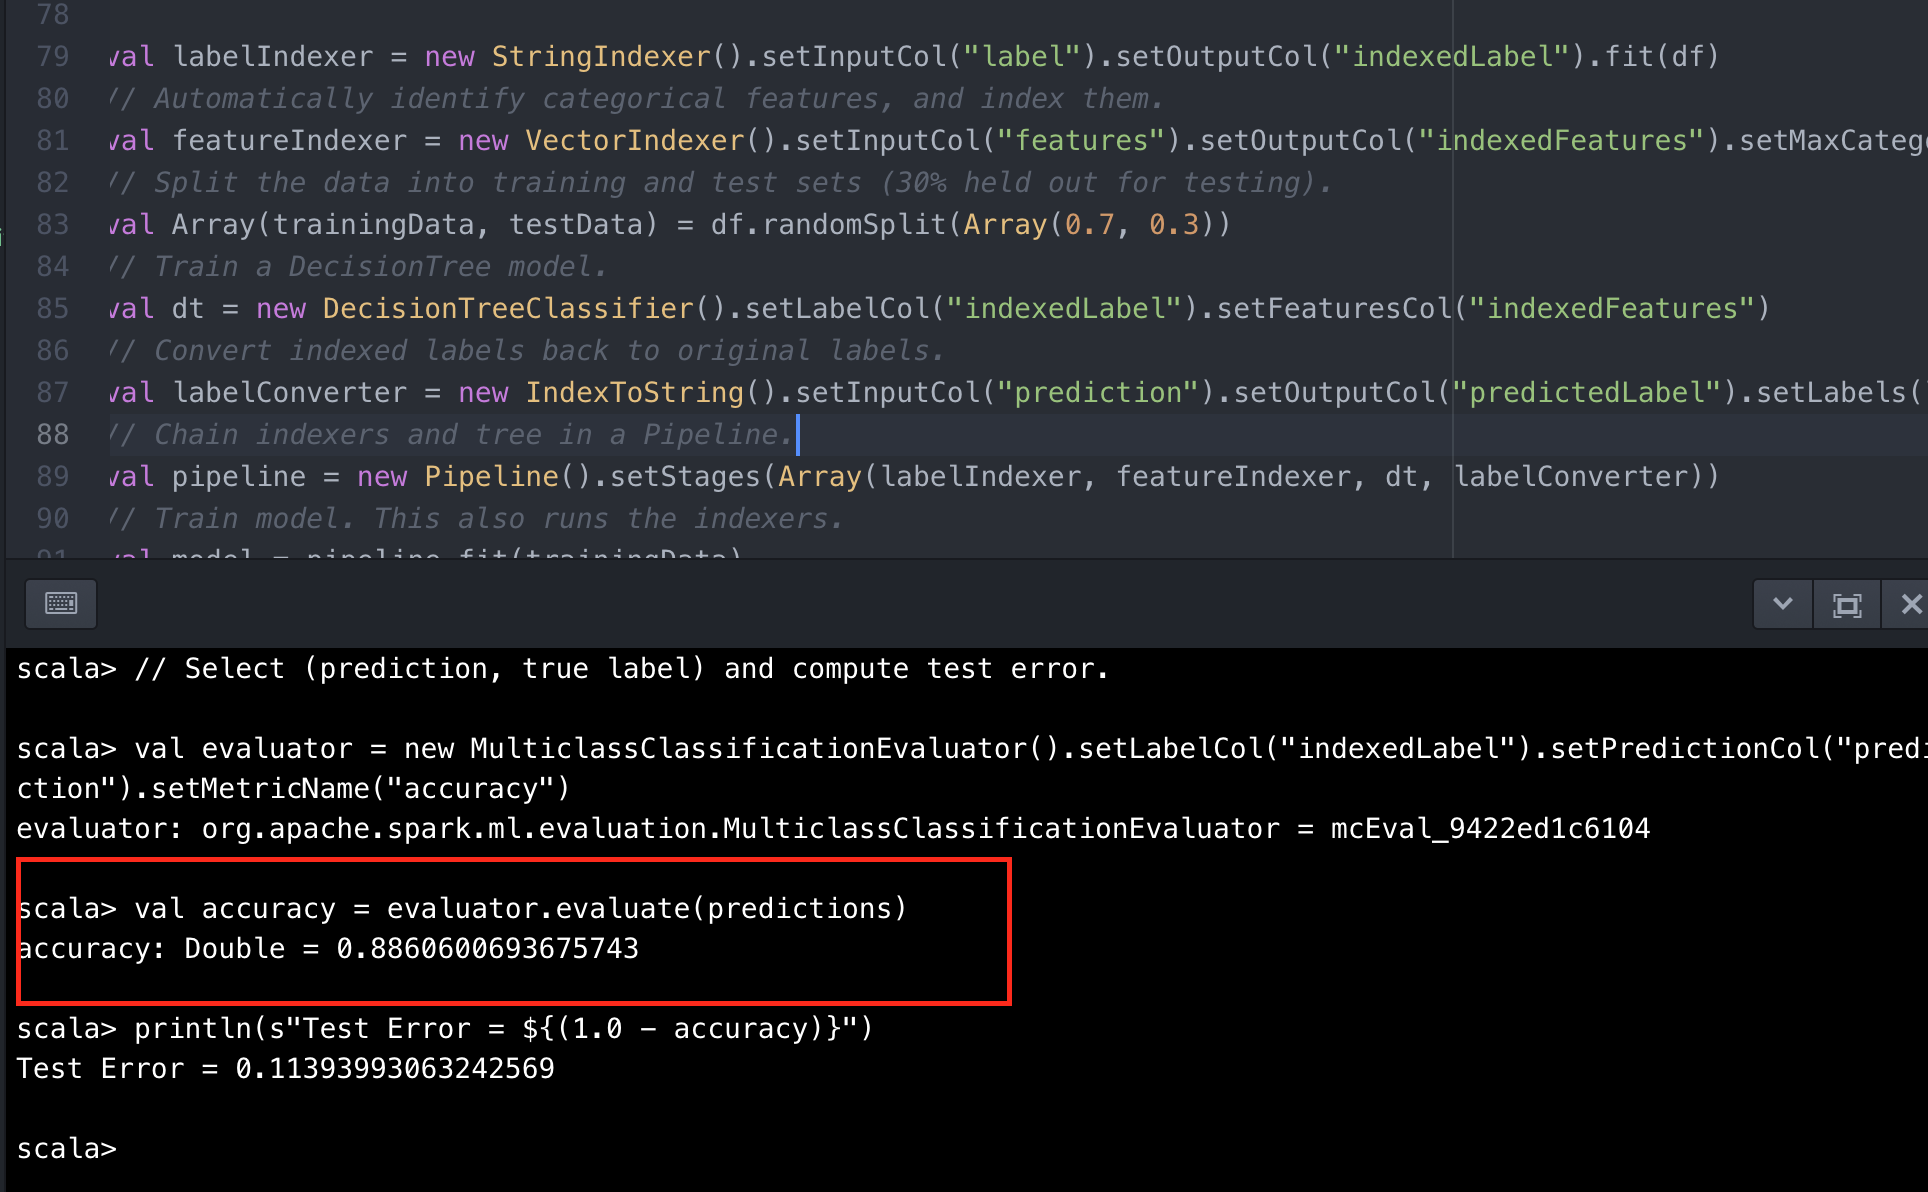 78
79 val labelIndexer = new StringIndexer().setInputCol("label").setOutputCol("indexedLabel").fit(df)
80 // Automatically identify categorical features, and index them.
81 val featureIndexer = new VectorIndexer().setInputCol("features").setOutputCol("indexedFeatures").setMaxCateg
82 // Split the data into training and test sets (30% held out for testing).
83 val Array(trainingData, testData) = df.randomSplit(Array(0.7, 0.3))
84 // Train a DecisionTree model.
85 val dt = new DecisionTreeClassifier().setLabelCol("indexedLabel").setFeaturesCol("indexedFeatures")
86 // Convert indexed labels back to original labels.
87 val labelConverter = new IndexToString().setInputCol("prediction").setOutputCol("predictedLabel").setLabels(
88 // Chain indexers and tree in a Pipeline.
89 val pipeline = new Pipeline().setStages(Array(labelIndexer, featureIndexer, dt, labelConverter))
90 // Train model. This also runs the indexers.
91 val model = pipeline.fit(trainingData)
scala> // Select (prediction, true label) and compute test error.
scala> val evaluator = new MulticlassClassificationEvaluator().setLabelCol("indexedLabel").setPredictionCol("predi
ction").setMetricName("accuracy")
evaluator: org.apache.spark.ml.evaluation.MulticlassClassificationEvaluator = mcEval_9422ed1c6104
scala> val accuracy = evaluator.evaluate(predictions)
accuracy: Double = 0.8860600693675743
scala> println(s"Test Error = ${(1.0 - accuracy)}")
Test Error = 0.11393993063242569
scala>